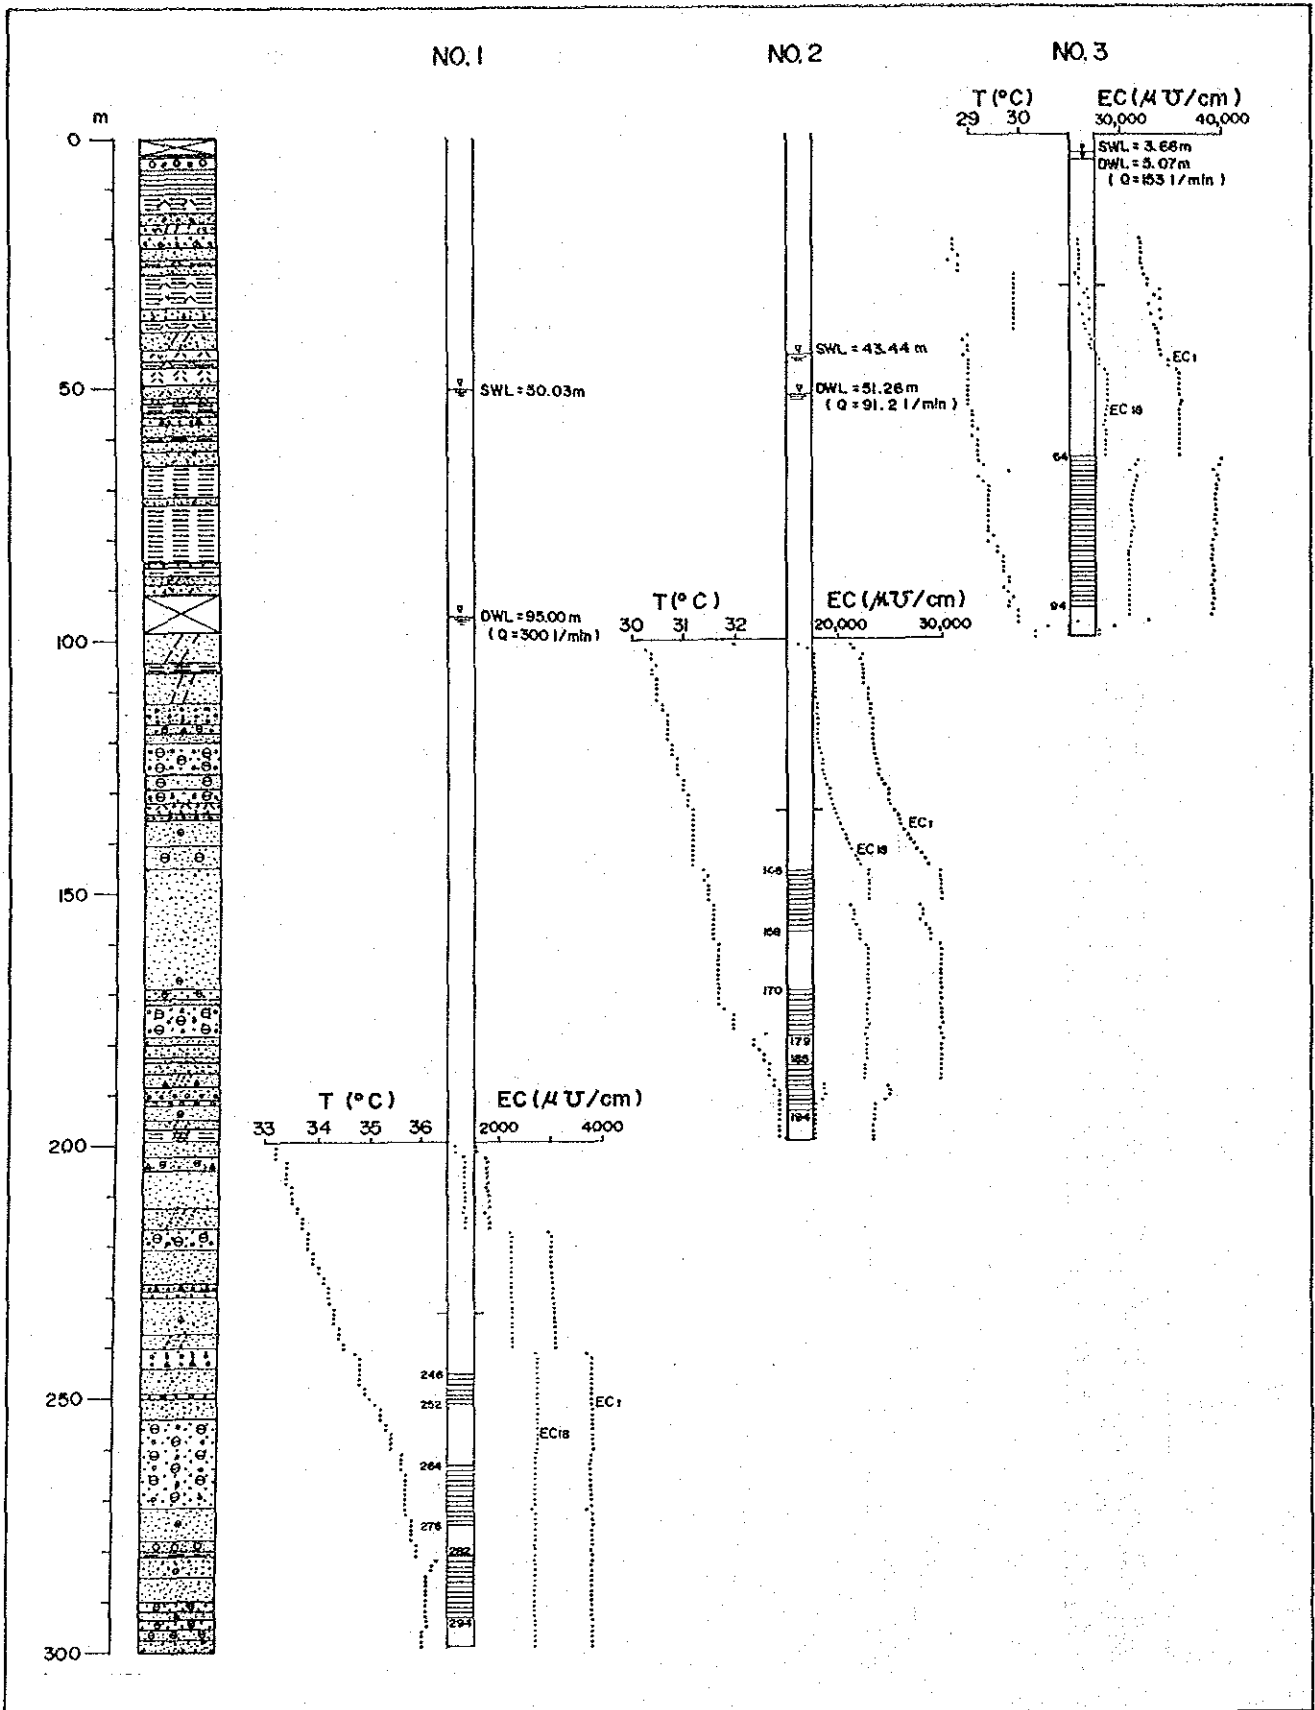 NO.1
NO.2
NO.3
T (°C)
EC (μ℧/cm)
29
30
30,000
40,000
m
0
50
100
150
200
250
300
SWL = 3.66m
DWL = 5.07m
( Q = 153 l/min )
EC1
EC18
64
94
SWL = 43.44 m
DWL = 51.26m
( Q = 91.2 l/min )
SWL = 50.03m
DWL = 95.00m
( Q = 300 l/min )
T (°C)
EC (μ℧/cm)
30
31
32
20,000
30,000
EC1
EC18
158
170
179
185
194
T (°C)
EC (μ℧/cm)
33
34
35
36
2000
4000
246
252
EC1
EC18
264
276
282
294